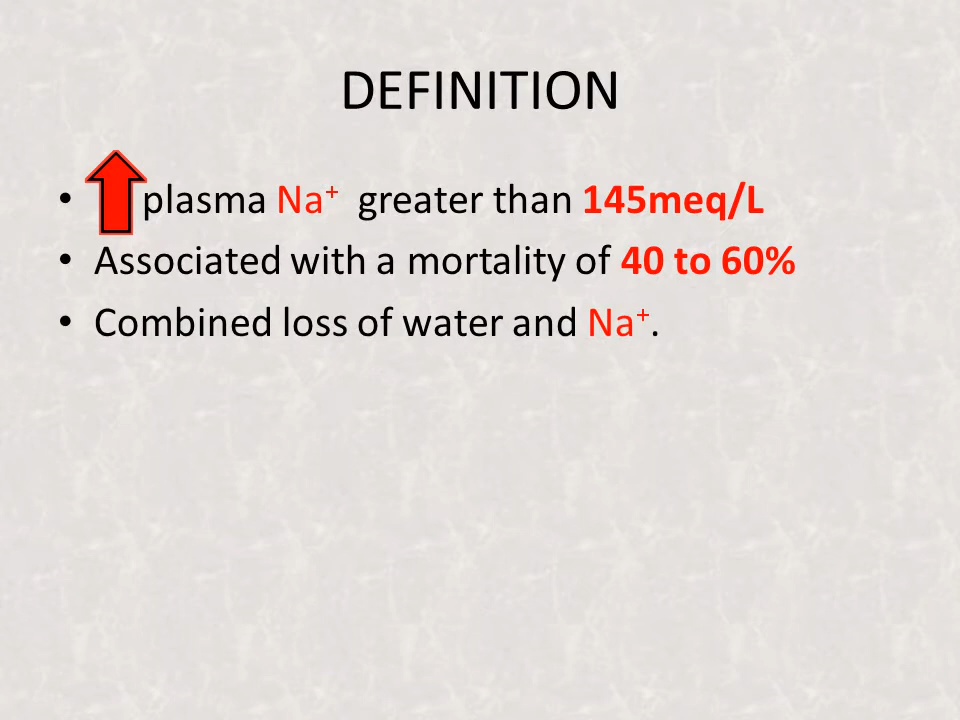 DEFINITION
• plasma Na⁺ greater than 145meq/L
• Associated with a mortality of 40 to 60%
• Combined loss of water and Na⁺.